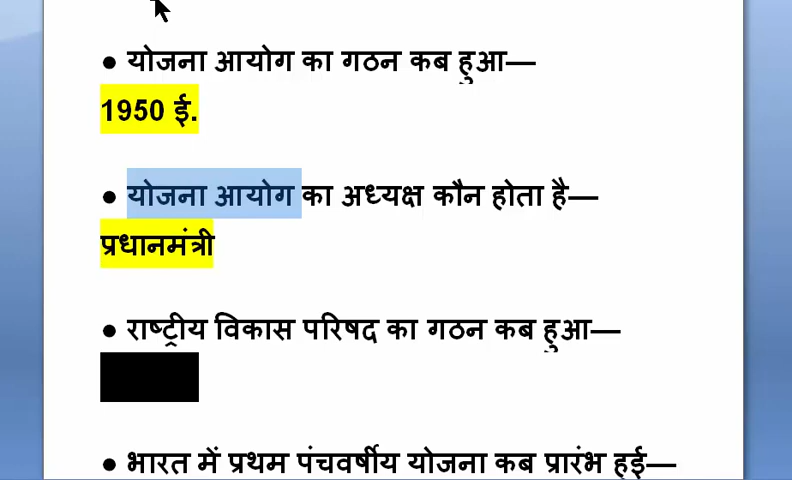 ● योजना आयोग का गठन कब हुआ—
1950 ई.
● योजना आयोग का अध्यक्ष कौन होता है—
प्रधानमंत्री
● राष्ट्रीय विकास परिषद का गठन कब हुआ—
● भारत में प्रथम पंचवर्षीय योजना कब प्रारंभ हुई—